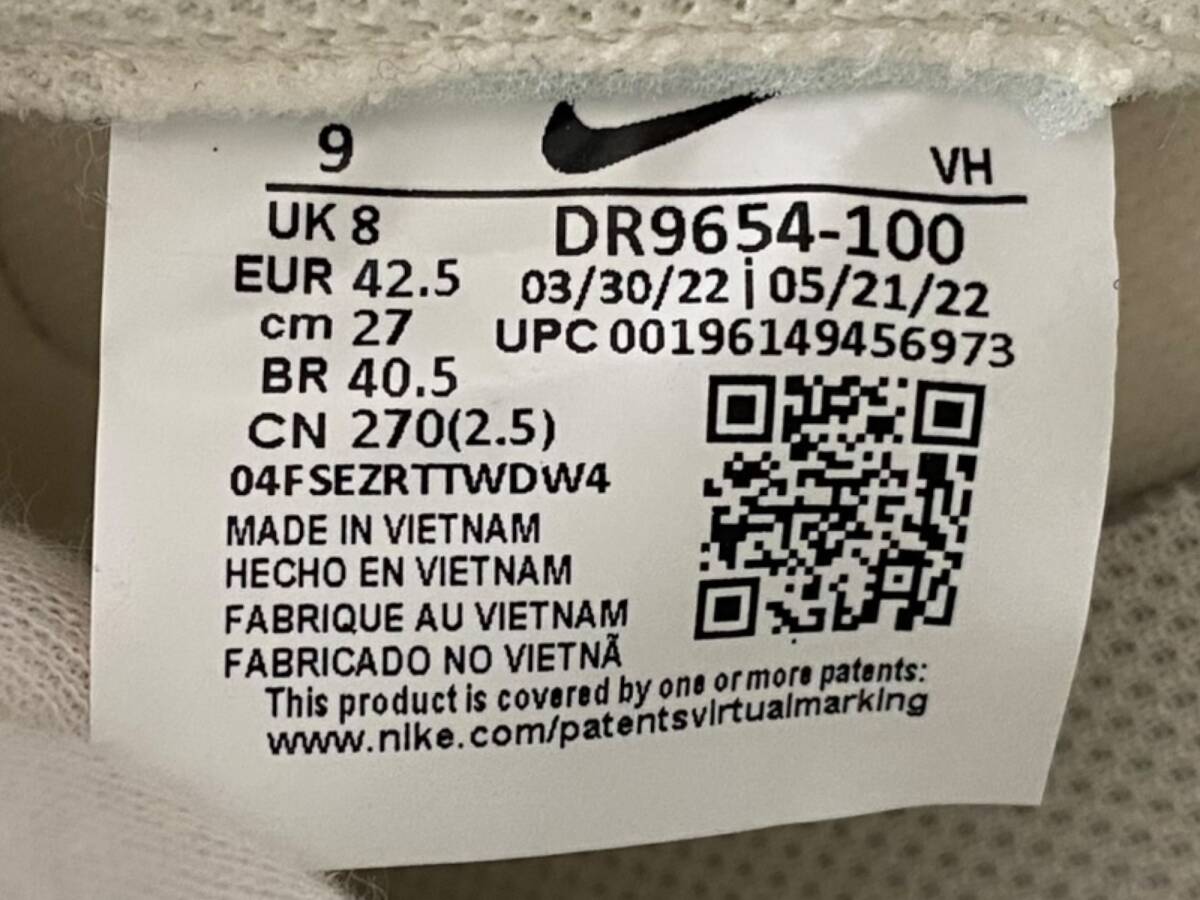 9 VH
UK 8 DR9654-100
EUR 42.5 03/30/22 | 05/21/22
cm 27 UPC 00196149456973
BR 40.5
CN 270(2.5)
04FSEZRTTWDW4
MADE IN VIETNAM
HECHO EN VIETNAM
FABRIQUE AU VIETNAM
FABRICADO NO VIETNÃ
This product is covered by one or more patents:
www.nike.com/patentsvirtualmarking